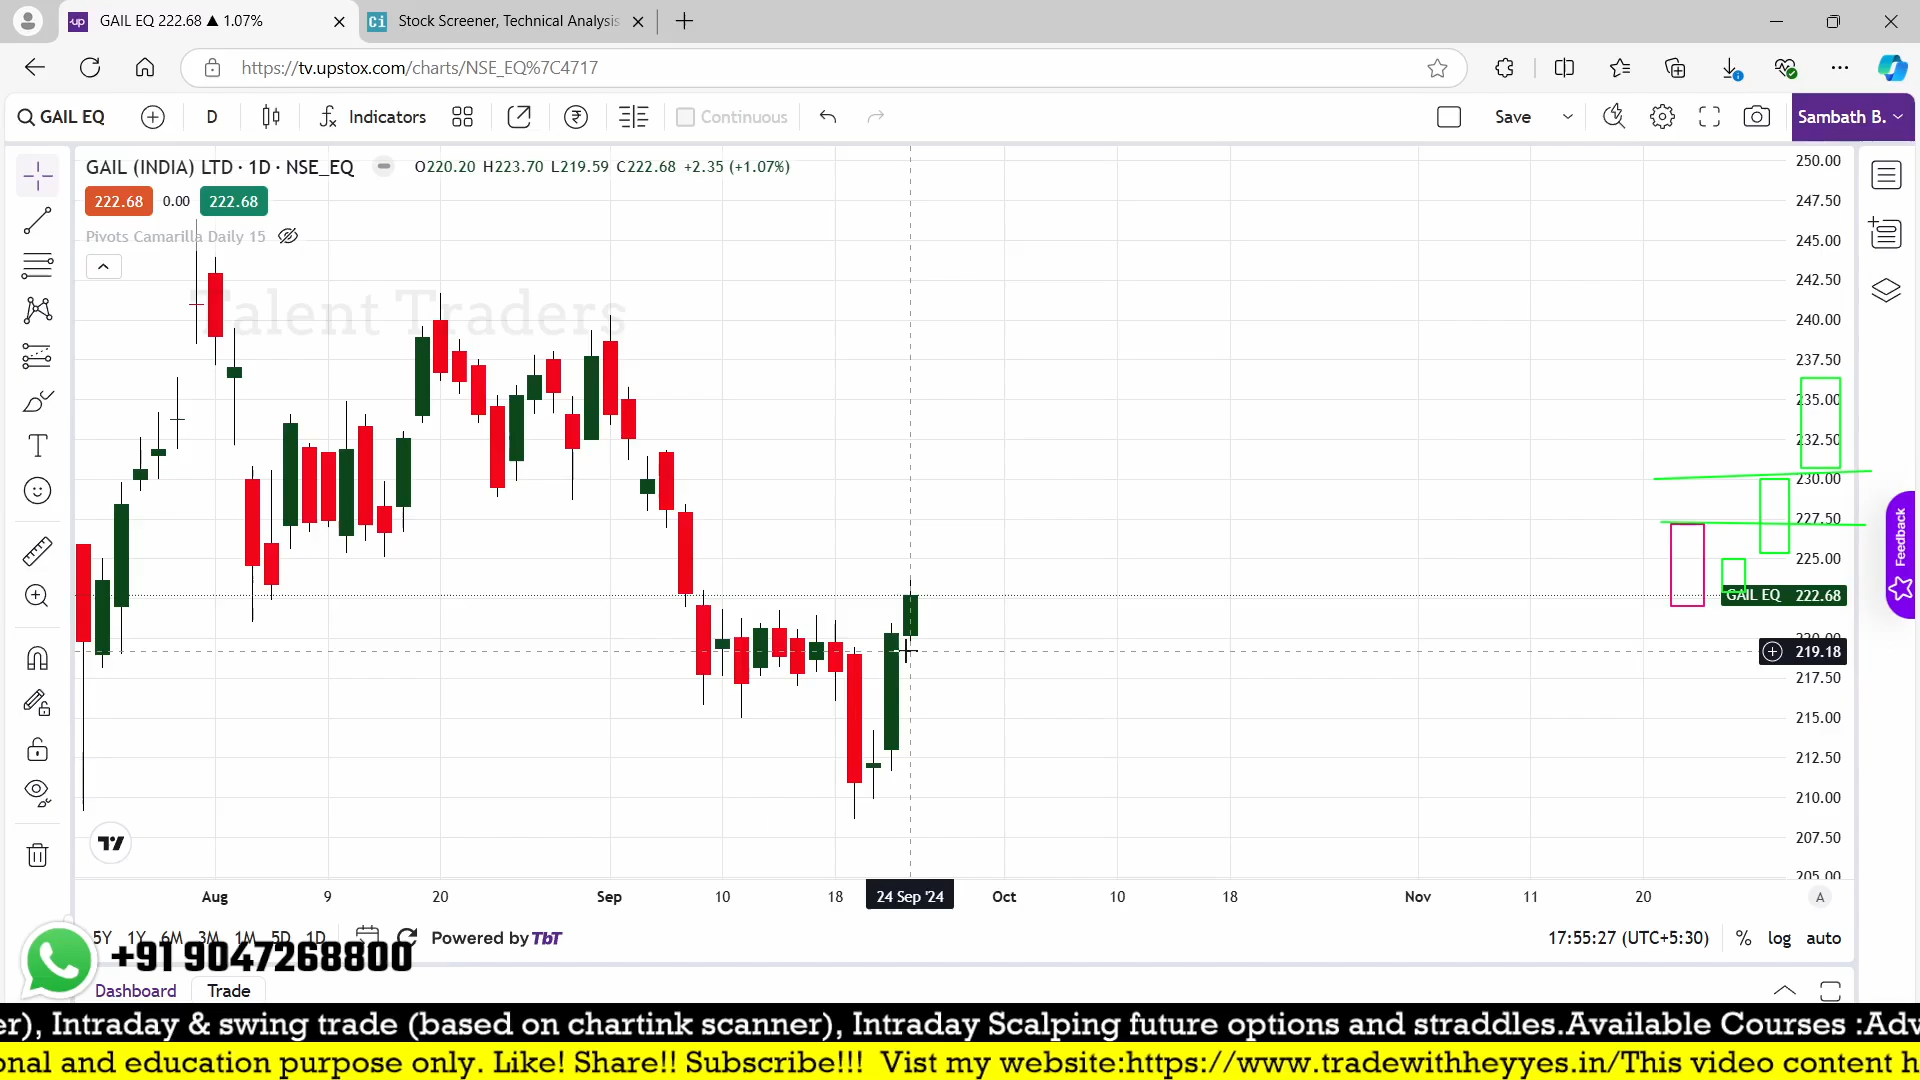 GAIL EQ 222.68 ▲ 1.07%
Ci Stock Screener, Technical Analysis
https://tv.upstox.com/charts/NSE_EQ%7C4717
GAIL EQ D Indicators Continuous Save Sambath B.
GAIL (INDIA) LTD · 1D · NSE_EQ O220.20 H223.70 L219.59 C222.68 +2.35 (+1.07%)
222.68 0.00 222.68
Pivots Camarilla Daily 15
Talent Traders
250.00
247.50
245.00
242.50
240.00
237.50
235.00
232.50
230.00
227.50
225.00
GAIL EQ 222.68
220.00
219.18
217.50
215.00
212.50
210.00
207.50
205.00
Feedback
Aug 9 20 Sep 10 18 24 Sep '24 Oct 10 18 Nov 11 20 A
5Y 1Y 6M 3M 1M 5D 1D Powered by TbT 17:55:27 (UTC+5:30) % log auto
+91 9047268800
Dashboard Trade
er), Intraday & swing trade (based on chartink scanner), Intraday Scalping future options and straddles.Available Courses :Adv
onal and education purpose only. Like! Share!! Subscribe!!! Vist my website:https://www.tradewithheyyes.in/This video content h